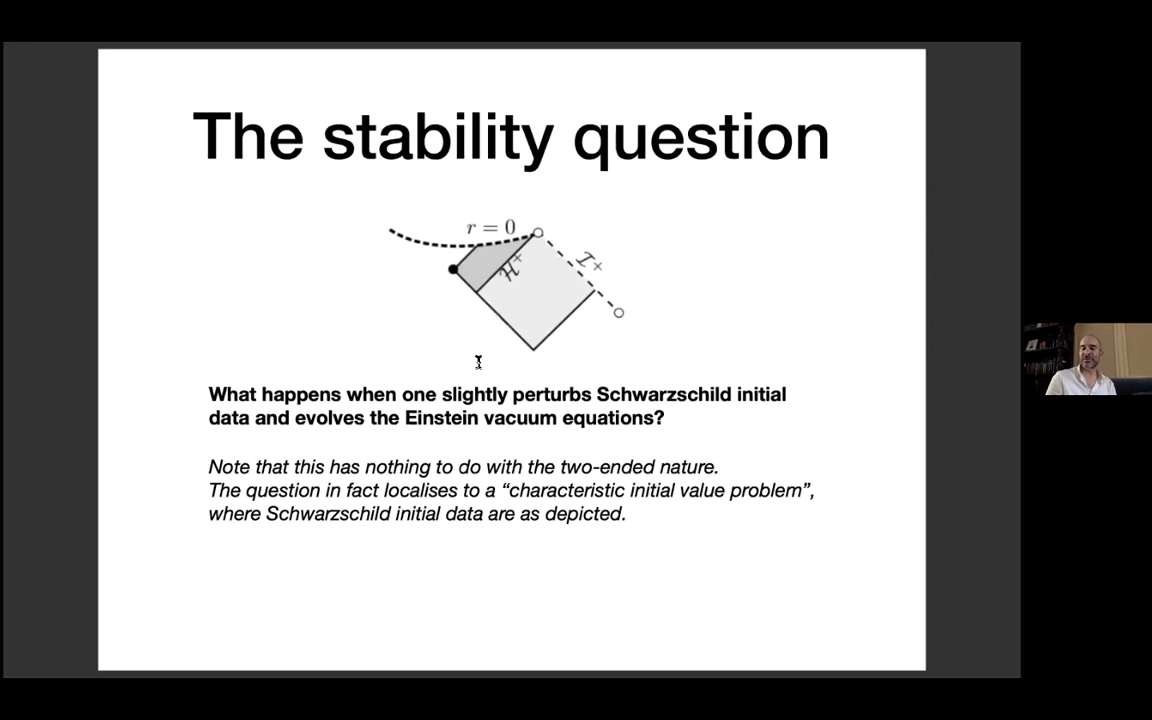 The stability question
r = 0
H⁺
I⁺
What happens when one slightly perturbs Schwarzschild initial
data and evolves the Einstein vacuum equations?
Note that this has nothing to do with the two-ended nature.
The question in fact localises to a “characteristic initial value problem”,
where Schwarzschild initial data are as depicted.